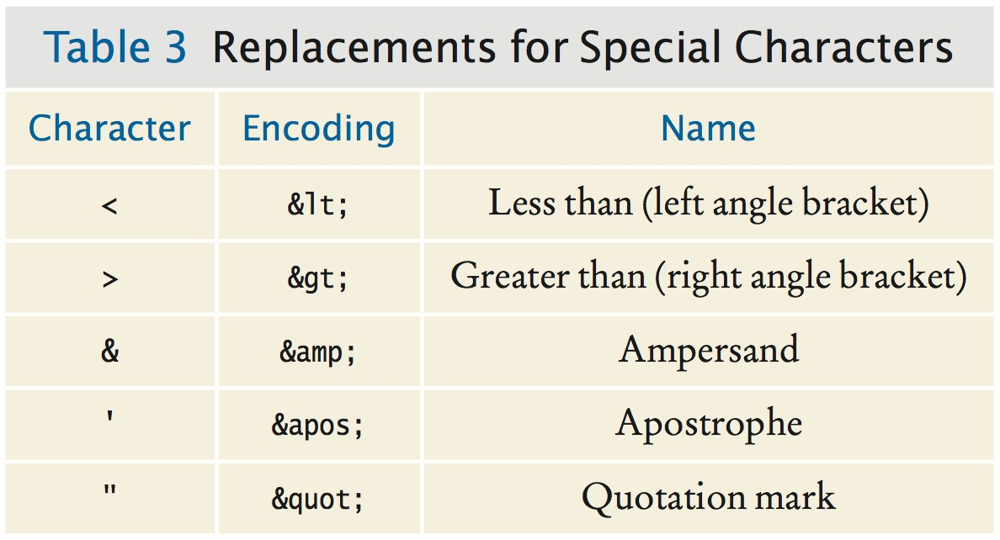 Table 3 Replacements for Special Characters
Character Encoding Name
< &lt; Less than (left angle bracket)
> &gt; Greater than (right angle bracket)
& &amp; Ampersand
' &apos; Apostrophe
" &quot; Quotation mark